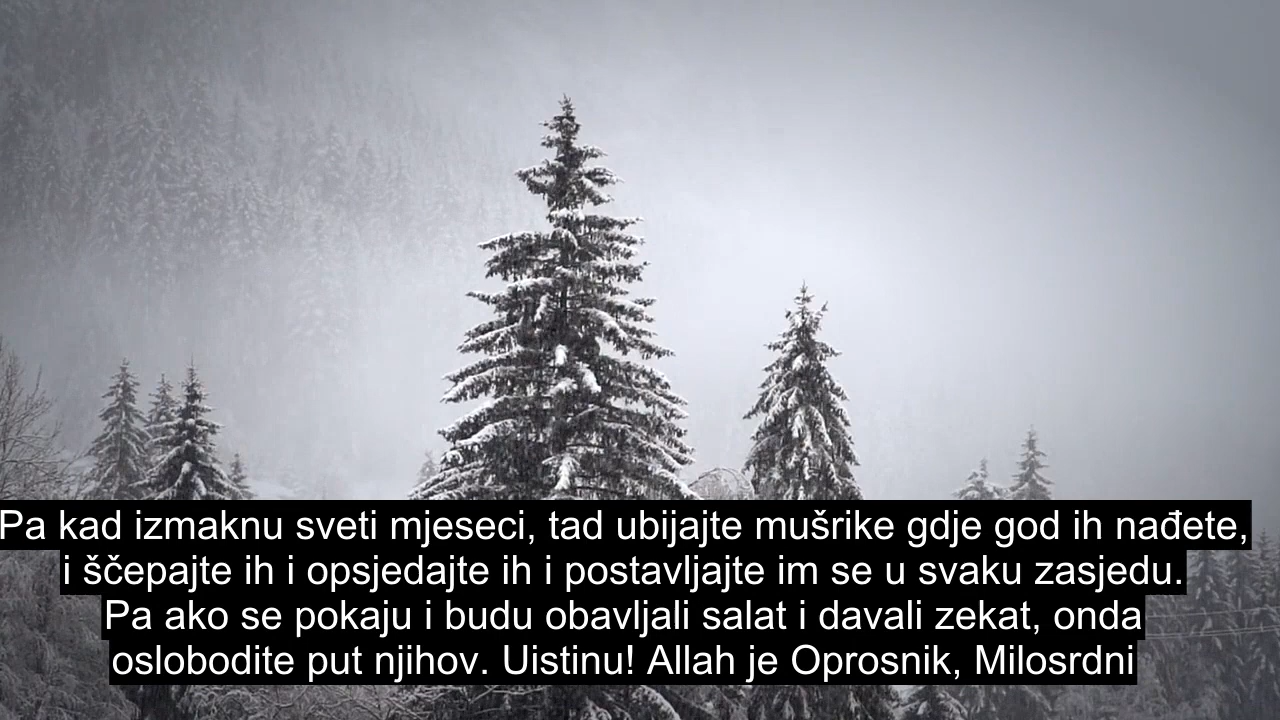 Pa kad izmaknu sveti mjeseci, tad ubijajte mušrike gdje god ih nađete,
i ščepajte ih i opsjedajte ih i postavljajte im se u svaku zasjedu.
Pa ako se pokaju i budu obavljali salat i davali zekat, onda
oslobodite put njihov. Uistinu! Allah je Oprosnik, Milosrdni